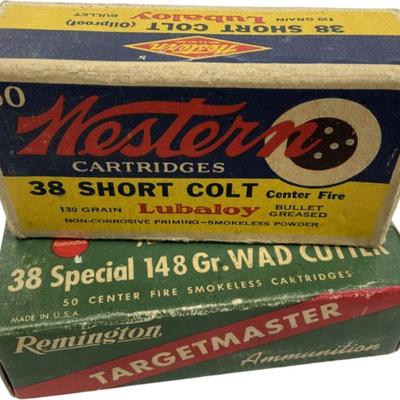 38 SHORT COLT
(Oilproof)
130 GRAIN Lubaloy BULLET
Western
50
Western
CARTRIDGES
38 SHORT COLT Center Fire
130 GRAIN Lubaloy BULLET GREASED
NON-CORROSIVE PRIMING-SMOKELESS POWDER
Remington
38 Special 148 Gr. WAD CUTTER
50 CENTER FIRE SMOKELESS CARTRIDGES
MADE IN U.S.A.
Remington
TARGETMASTER
Ammunition